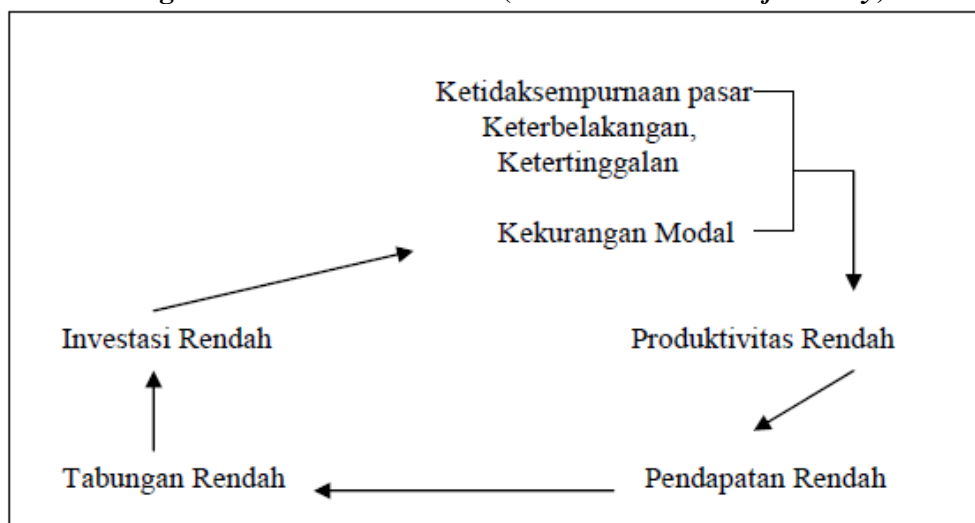 Ketidaksempurnaan pasar
Keterbelakangan,
Ketertinggalan
Kekurangan Modal
Investasi Rendah
Produktivitas Rendah
Tabungan Rendah
Pendapatan Rendah